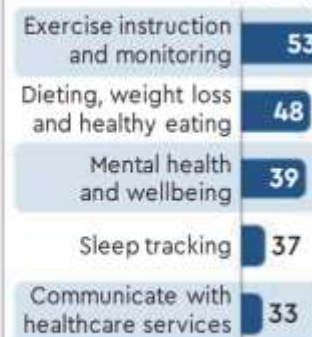 Exercise instruction
and monitoring
53
Dieting, weight loss
and healthy eating
48
Mental health
and wellbeing
39
Sleep tracking
37
Communicate with
healthcare services
33